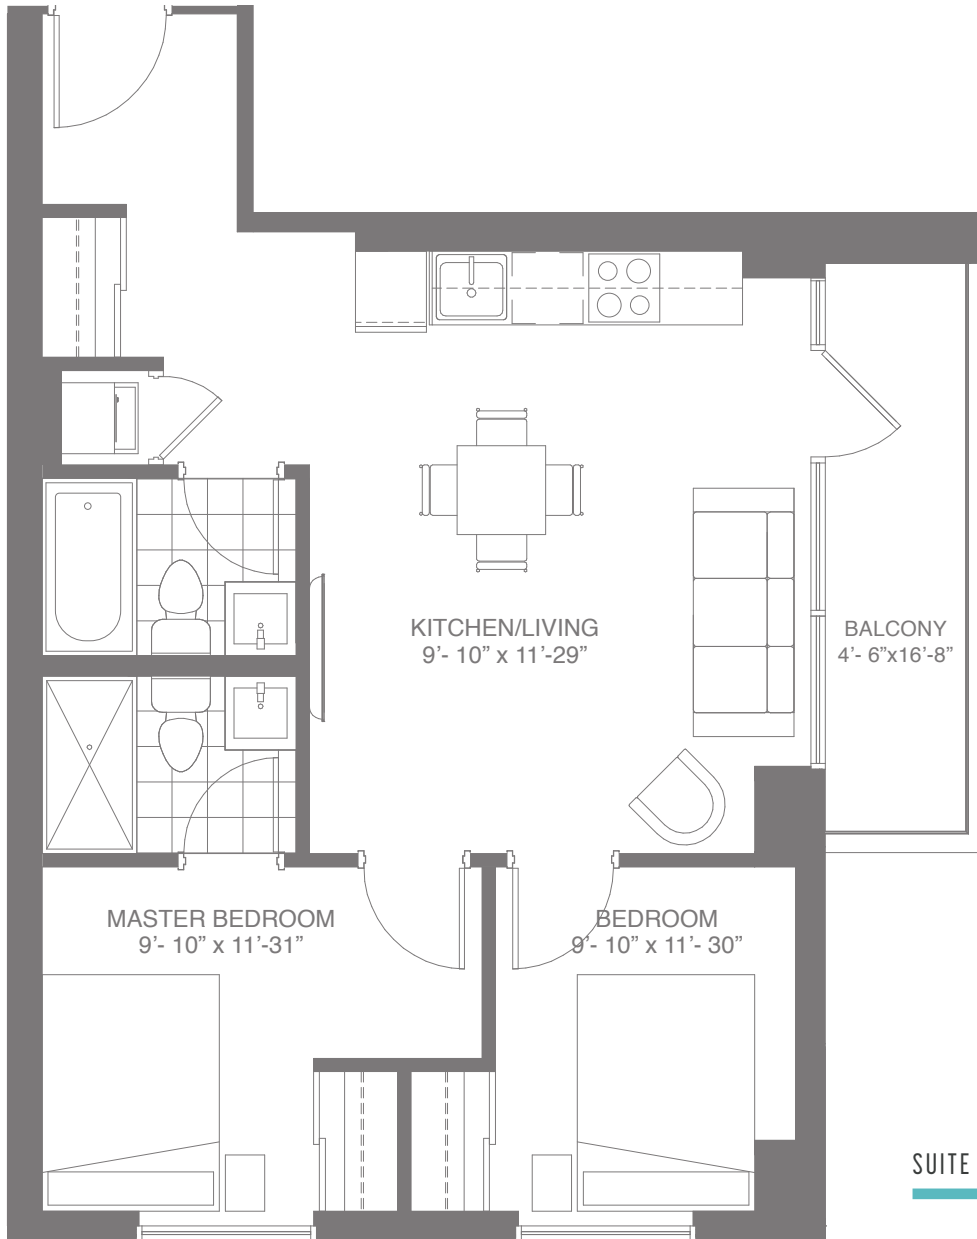 KITCHEN/LIVING
9’- 10” x 11’-29”
BALCONY
4’- 6”x16’-8”
MASTER BEDROOM
9’- 10” x 11’-31”
BEDROOM
9’- 10” x 11’- 30”
SUITE